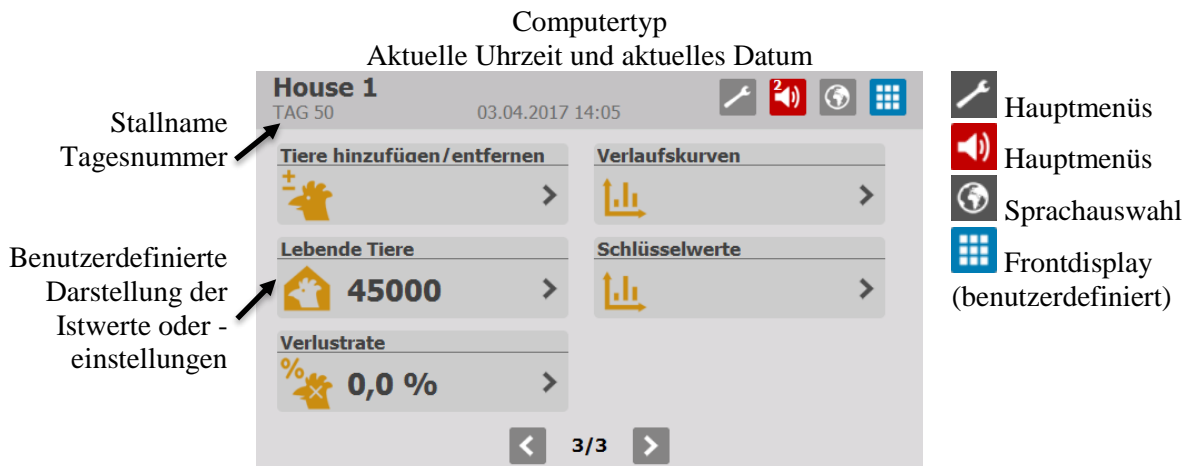 Computertyp
Aktuelle Uhrzeit und aktuelles Datum
Stallname
Tagesnummer
Benutzerdefinierte
Darstellung der
Istwerte oder -
einstellungen
House 1
TAG 50 03.04.2017 14:05
2
Tiere hinzufügen/entfernen
Verlaufskurven
Lebende Tiere
45000
Schlüsselwerte
Verlustrate
0,0 %
3/3
Hauptmenüs
Hauptmenüs
Sprachauswahl
Frontdisplay
(benutzerdefiniert)